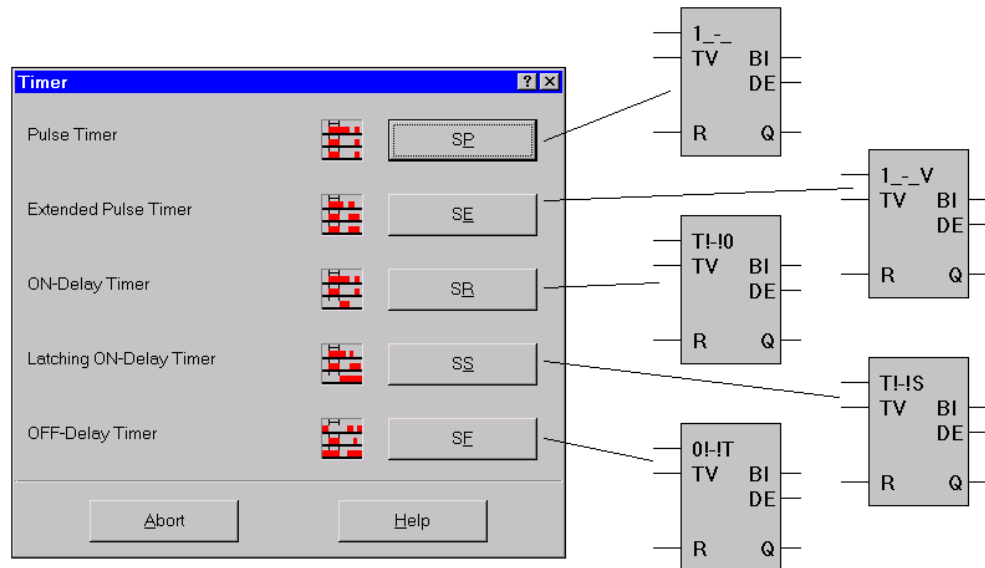 Timer
Pulse Timer SP
Extended Pulse Timer SE
ON-Delay Timer SR
Latching ON-Delay Timer SS
OFF-Delay Timer SF
Abort Help
1_-_
TV BI
DE
R Q
1_-_V
TV BI
DE
R Q
T!-!0
TV BI
DE
R Q
T!-!S
TV BI
DE
R Q
0!-!T
TV BI
DE
R Q